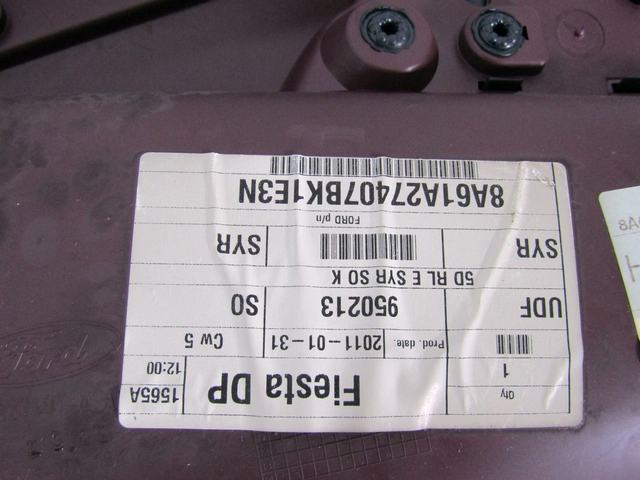 Qty
1
Fiesta DP
1565A
12:00
Prod. date.
2011-01-31
Cw 5
UDF
950213
SO
5D RL E SYR SO K
SYR
SYR
FORD p/n
8A61A27407BK1E3N
Ford
8A6
H